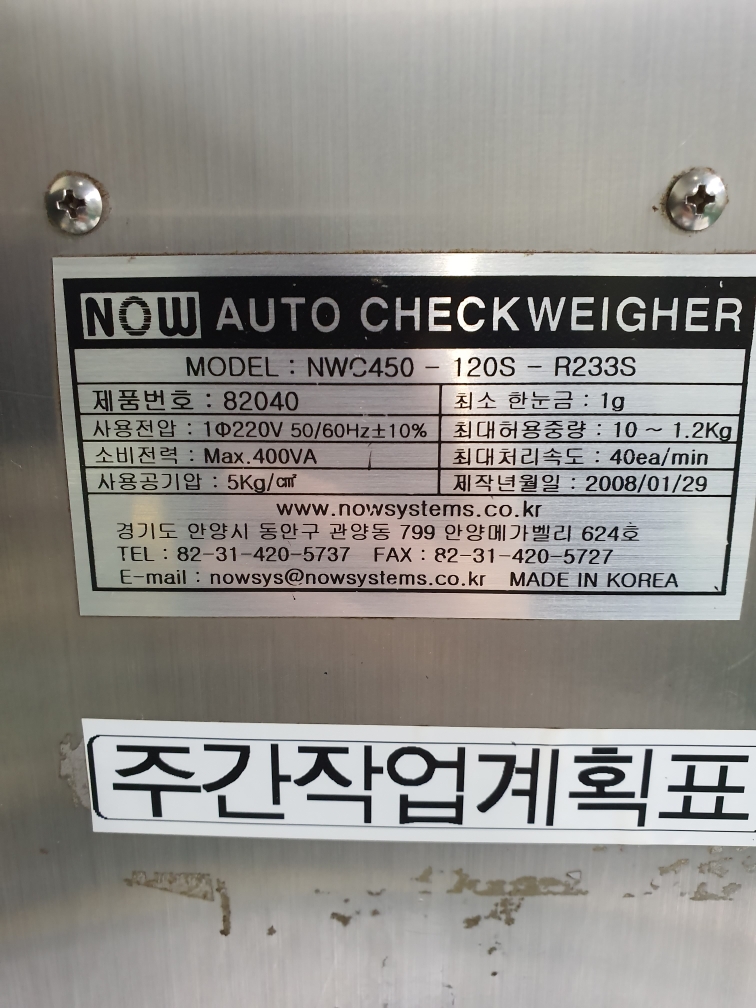 NOW AUTO CHECKWEIGHER
MODEL : NWC450 - 120S - R233S
제품번호 : 82040 최소 한눈금 : 1g
사용전압 : 1Φ220V 50/60Hz±10% 최대허용중량 : 10 ~ 1.2Kg
소비전력 : Max.400VA 최대처리속도 : 40ea/min
사용공기압 : 5Kg/㎠ 제작년월일 : 2008/01/29
www.nowsystems.co.kr
경기도 안양시 동안구 관양동 799 안양메가벨리 624호
TEL : 82-31-420-5737 FAX : 82-31-420-5727
E-mail : nowsys@nowsystems.co.kr MADE IN KOREA
주간작업계획표